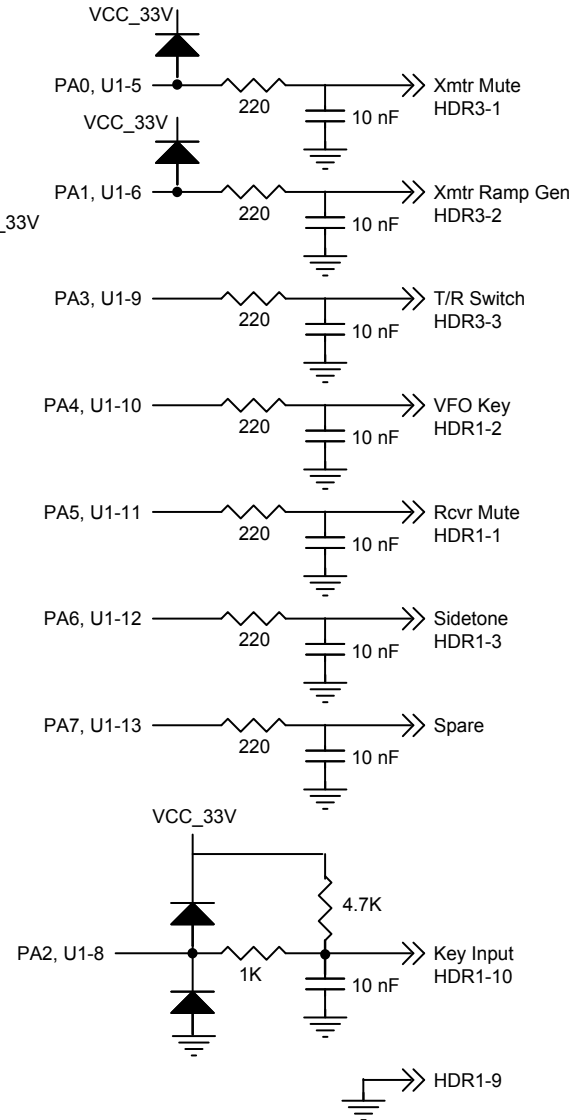 VCC_33V
PA0, U1-5
220
10 nF
Xmtr Mute
HDR3-1
VCC_33V
PA1, U1-6
220
10 nF
Xmtr Ramp Gen
HDR3-2
_33V
PA3, U1-9
220
10 nF
T/R Switch
HDR3-3
PA4, U1-10
220
10 nF
VFO Key
HDR1-2
PA5, U1-11
220
10 nF
Rcvr Mute
HDR1-1
PA6, U1-12
220
10 nF
Sidetone
HDR1-3
PA7, U1-13
220
10 nF
Spare
VCC_33V
4.7K
PA2, U1-8
1K
10 nF
Key Input
HDR1-10
HDR1-9